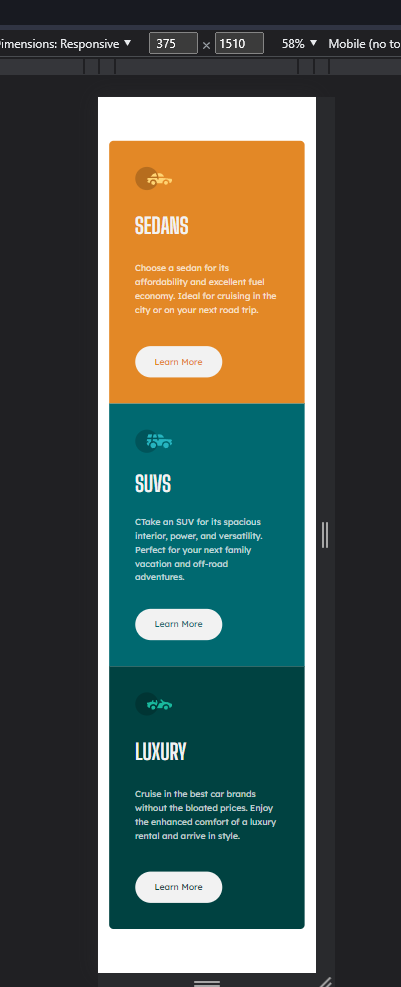 imensions: Responsive ▼ 375 × 1510 58% ▼ Mobile (no to
SEDANS
Choose a sedan for its
affordability and excellent fuel
economy. Ideal for cruising in the
city or on your next road trip.
Learn More
SUVS
CTake an SUV for its spacious
interior, power, and versatility.
Perfect for your next family
vacation and off-road
adventures.
Learn More
LUXURY
Cruise in the best car brands
without the bloated prices. Enjoy
the enhanced comfort of a luxury
rental and arrive in style.
Learn More